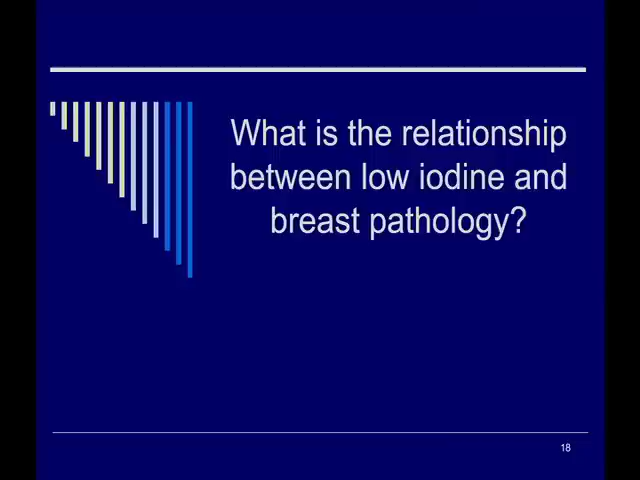 What is the relationship
between low iodine and
breast pathology?
18